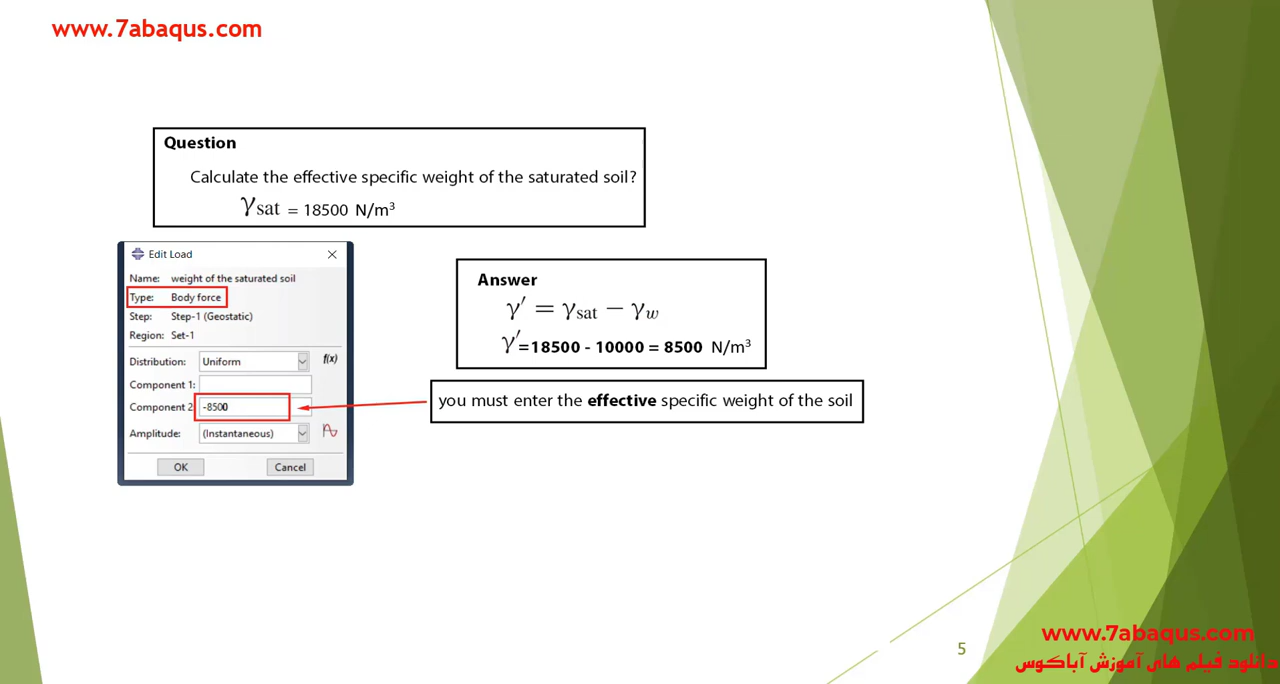 www.7abaqus.com
Question
Calculate the effective specific weight of the saturated soil?
γsat = 18500 N/m³
Edit Load
Name: weight of the saturated soil
Type: Body force
Step: Step-1 (Geostatic)
Region: Set-1
Distribution: Uniform f(x)
Component 1:
Component 2: -8500
Amplitude: (Instantaneous)
OK Cancel
Answer
γ′ = γsat − γw
γ′=18500 - 10000 = 8500 N/m³
you must enter the effective specific weight of the soil
5
www.7abaqus.com
دانلود فیلم های آموزش آباکوس